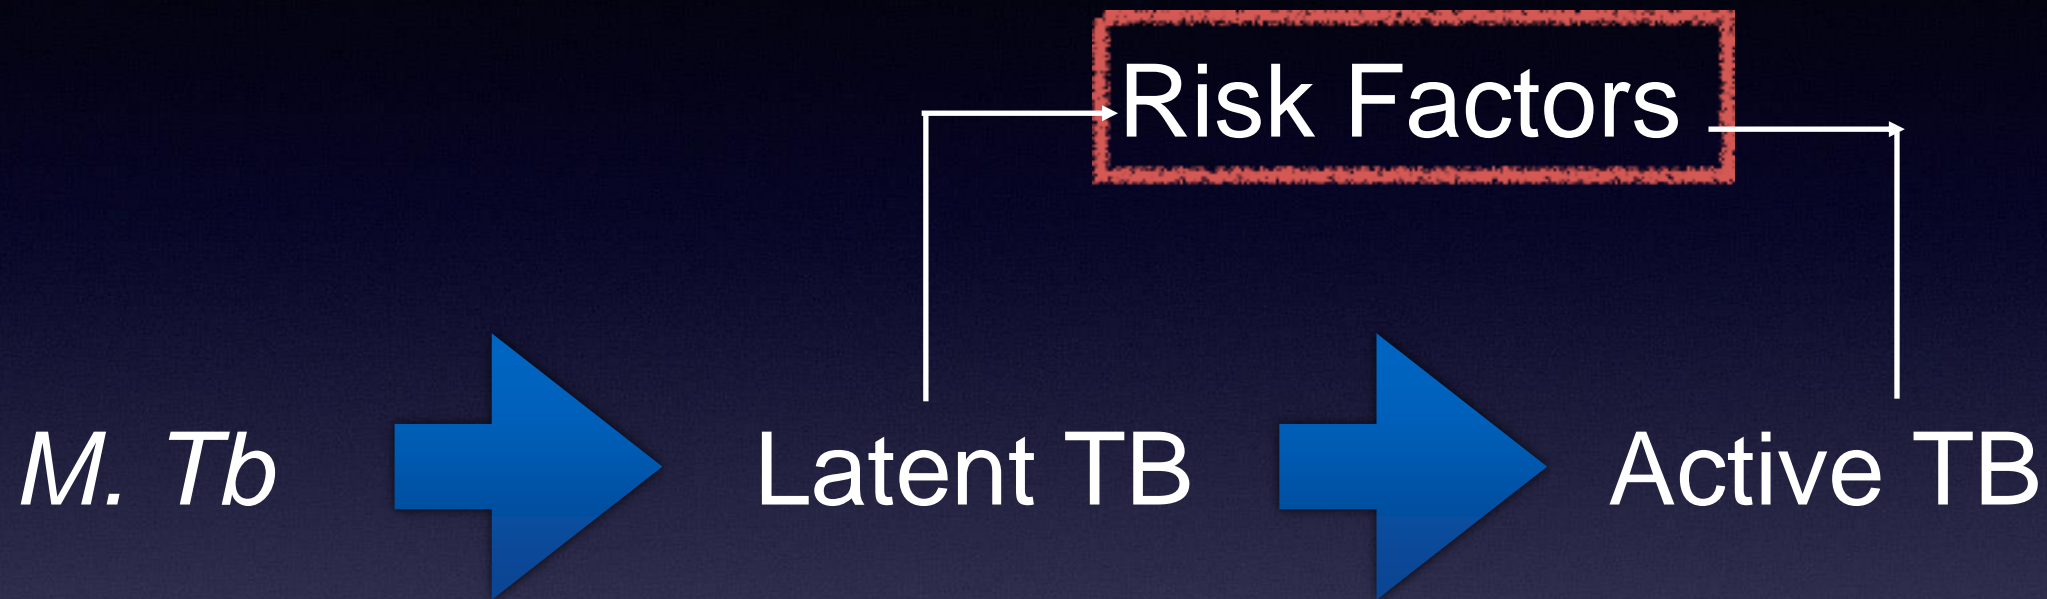 Risk Factors
M. Tb
Latent TB
Active TB